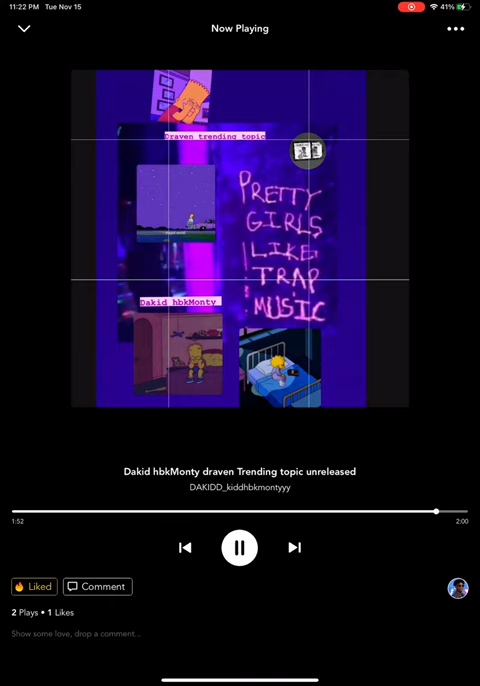 11:22 PM Tue Nov 15
41%
Now Playing
Draven trending topic
PRETTY
GIRLS
LIKE
TRAP
MUSIC
Dakid hbkMonty
Dakid hbkMonty draven Trending topic unreleased
DAKIDD_kiddhbkmontyyy
1:52
2:00
Liked
Comment
2 Plays • 1 Likes
Show some love, drop a comment...